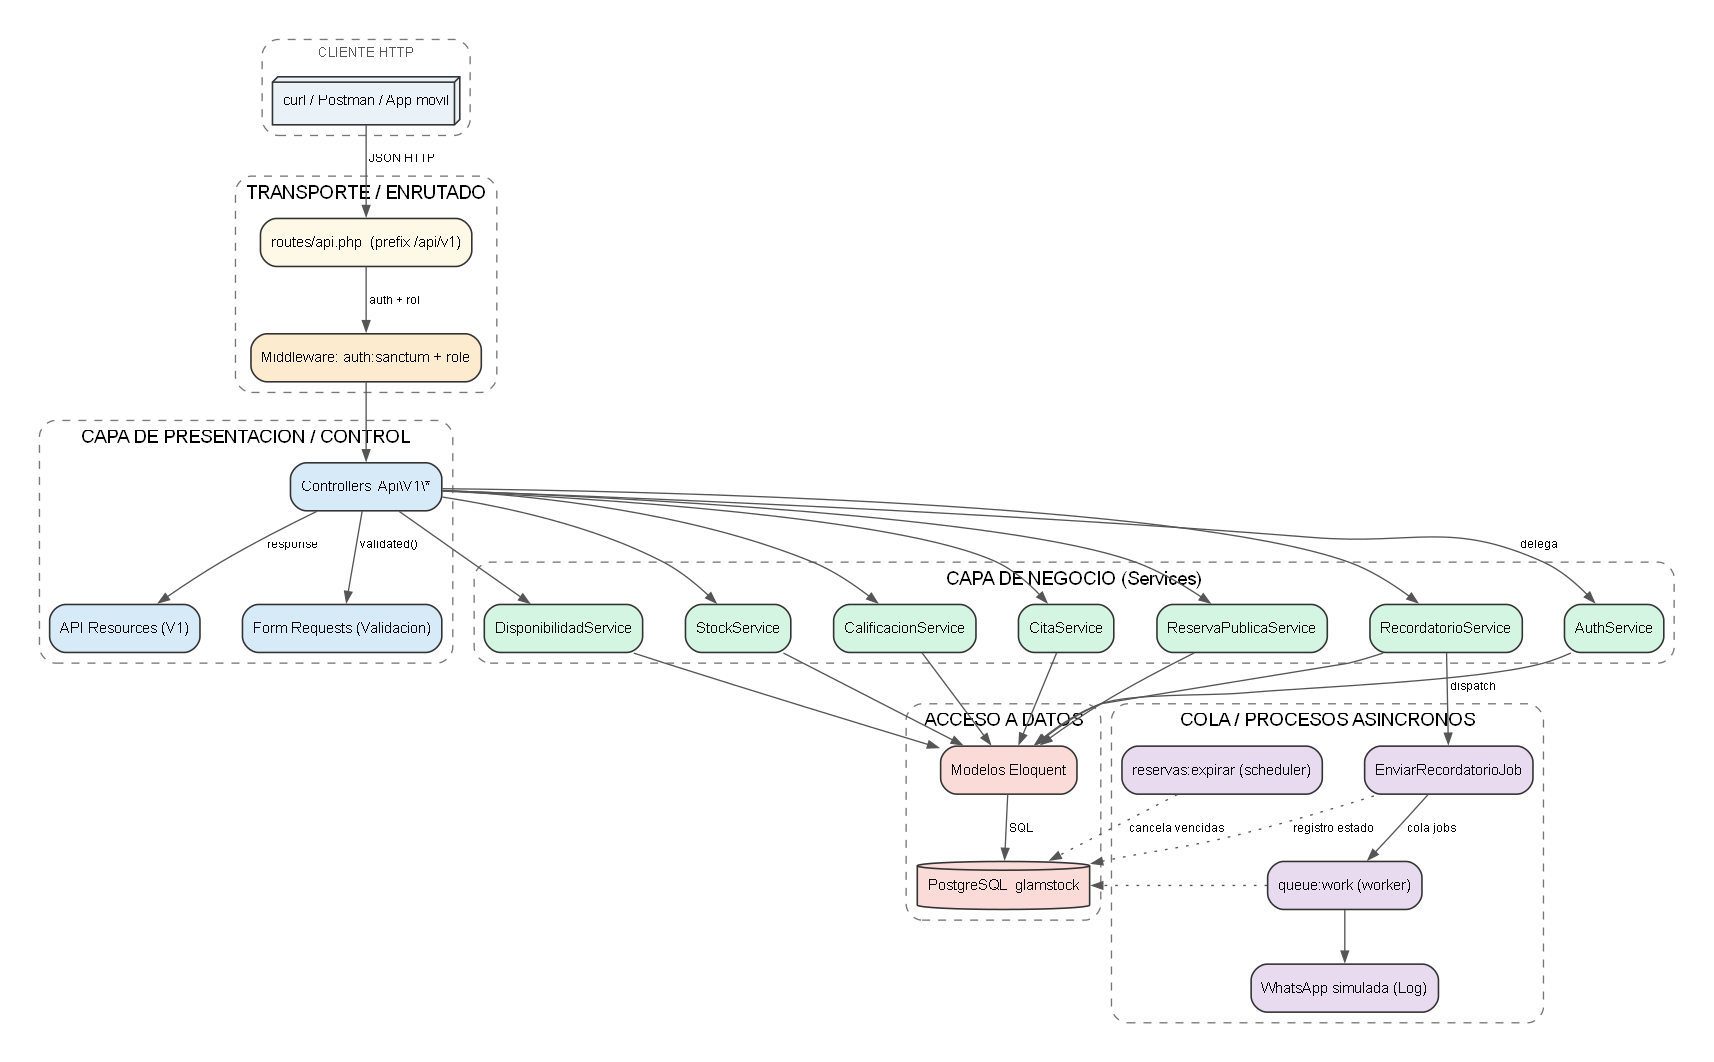 CLIENTE HTTP
curl / Postman / App movil
JSON HTTP
TRANSPORTE / ENRUTADO
routes/api.php (prefix /api/v1)
auth + rol
Middleware: auth:sanctum + role
CAPA DE PRESENTACION / CONTROL
Controllers Api\V1\*
response
validated()
delega
API Resources (V1)
Form Requests (Validacion)
CAPA DE NEGOCIO (Services)
DisponibilidadService
StockService
CalificacionService
CitaService
ReservaPublicaService
RecordatorioService
AuthService
dispatch
ACCESO A DATOS
Modelos Eloquent
SQL
PostgreSQL glamstock
COLA / PROCESOS ASINCRONOS
reservas:expirar (scheduler)
EnviarRecordatorioJob
cancela vencidas
registro estado
cola jobs
queue:work (worker)
WhatsApp simulada (Log)